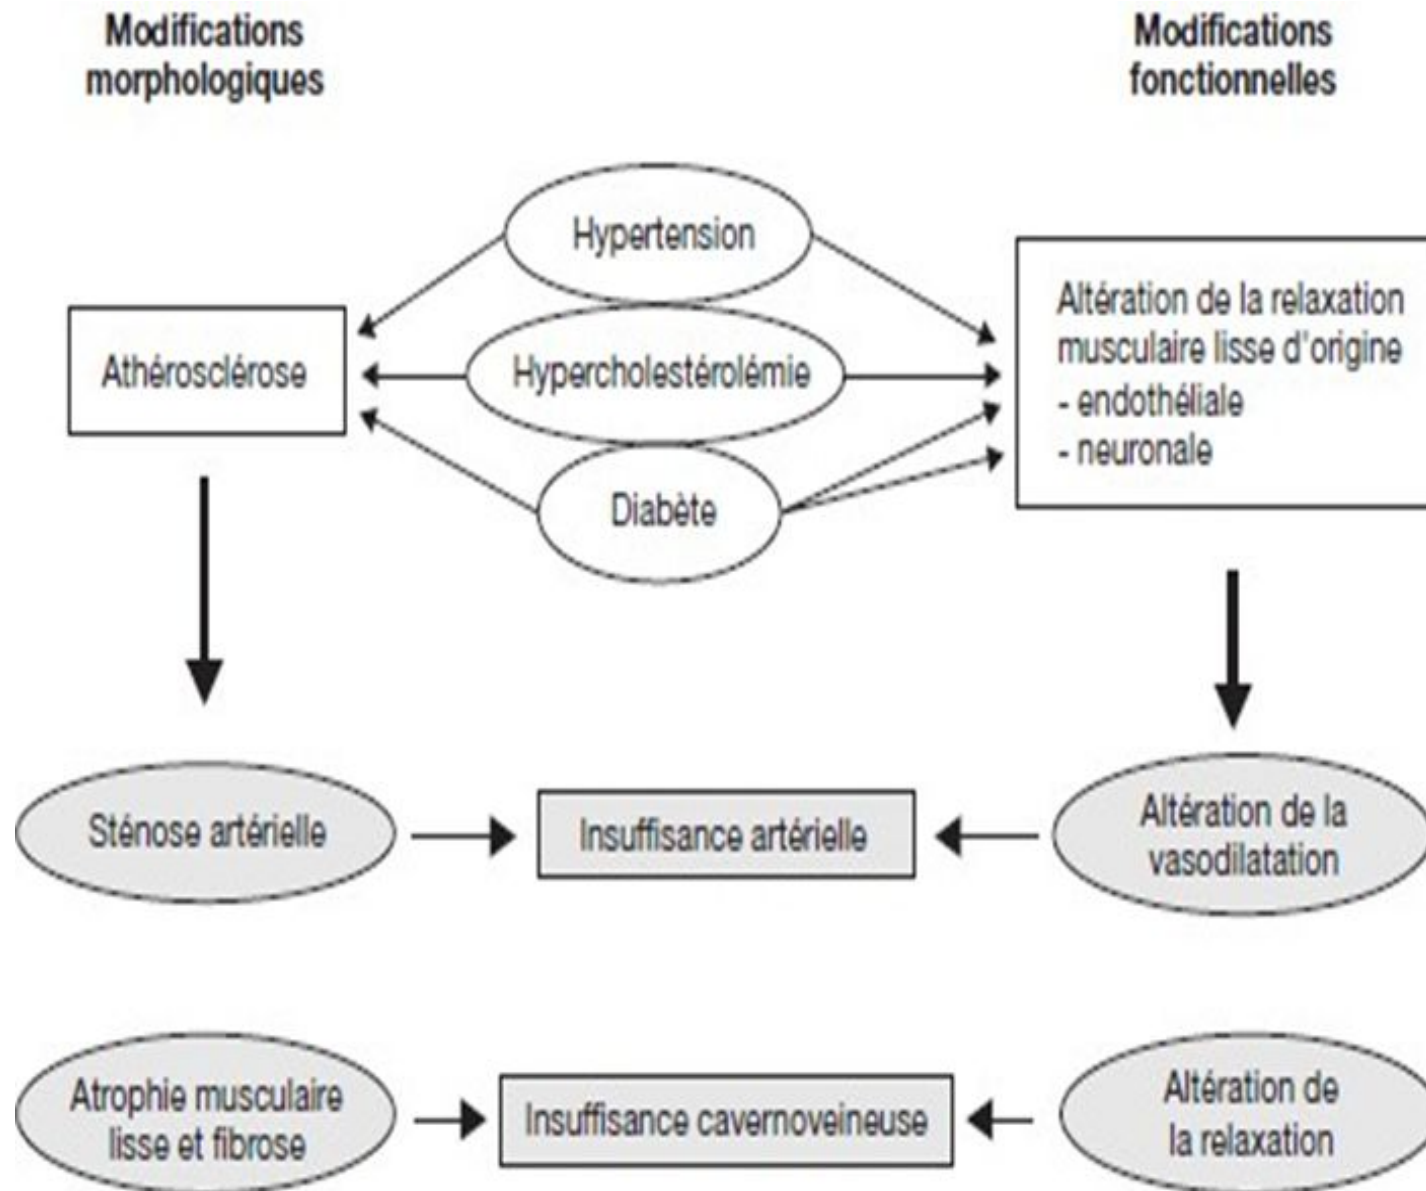 Modifications
morphologiques
Modifications
fonctionnelles
Hypertension
Hypercholestérolémie
Diabète
Athérosclérose
Altération de la relaxation
musculaire lisse d'origine
- endothéliale
- neuronale
Sténose artérielle
Insuffisance artérielle
Altération de la
vasodilatation
Atrophie musculaire
lisse et fibrose
Insuffisance cavernoveineuse
Altération de
la relaxation